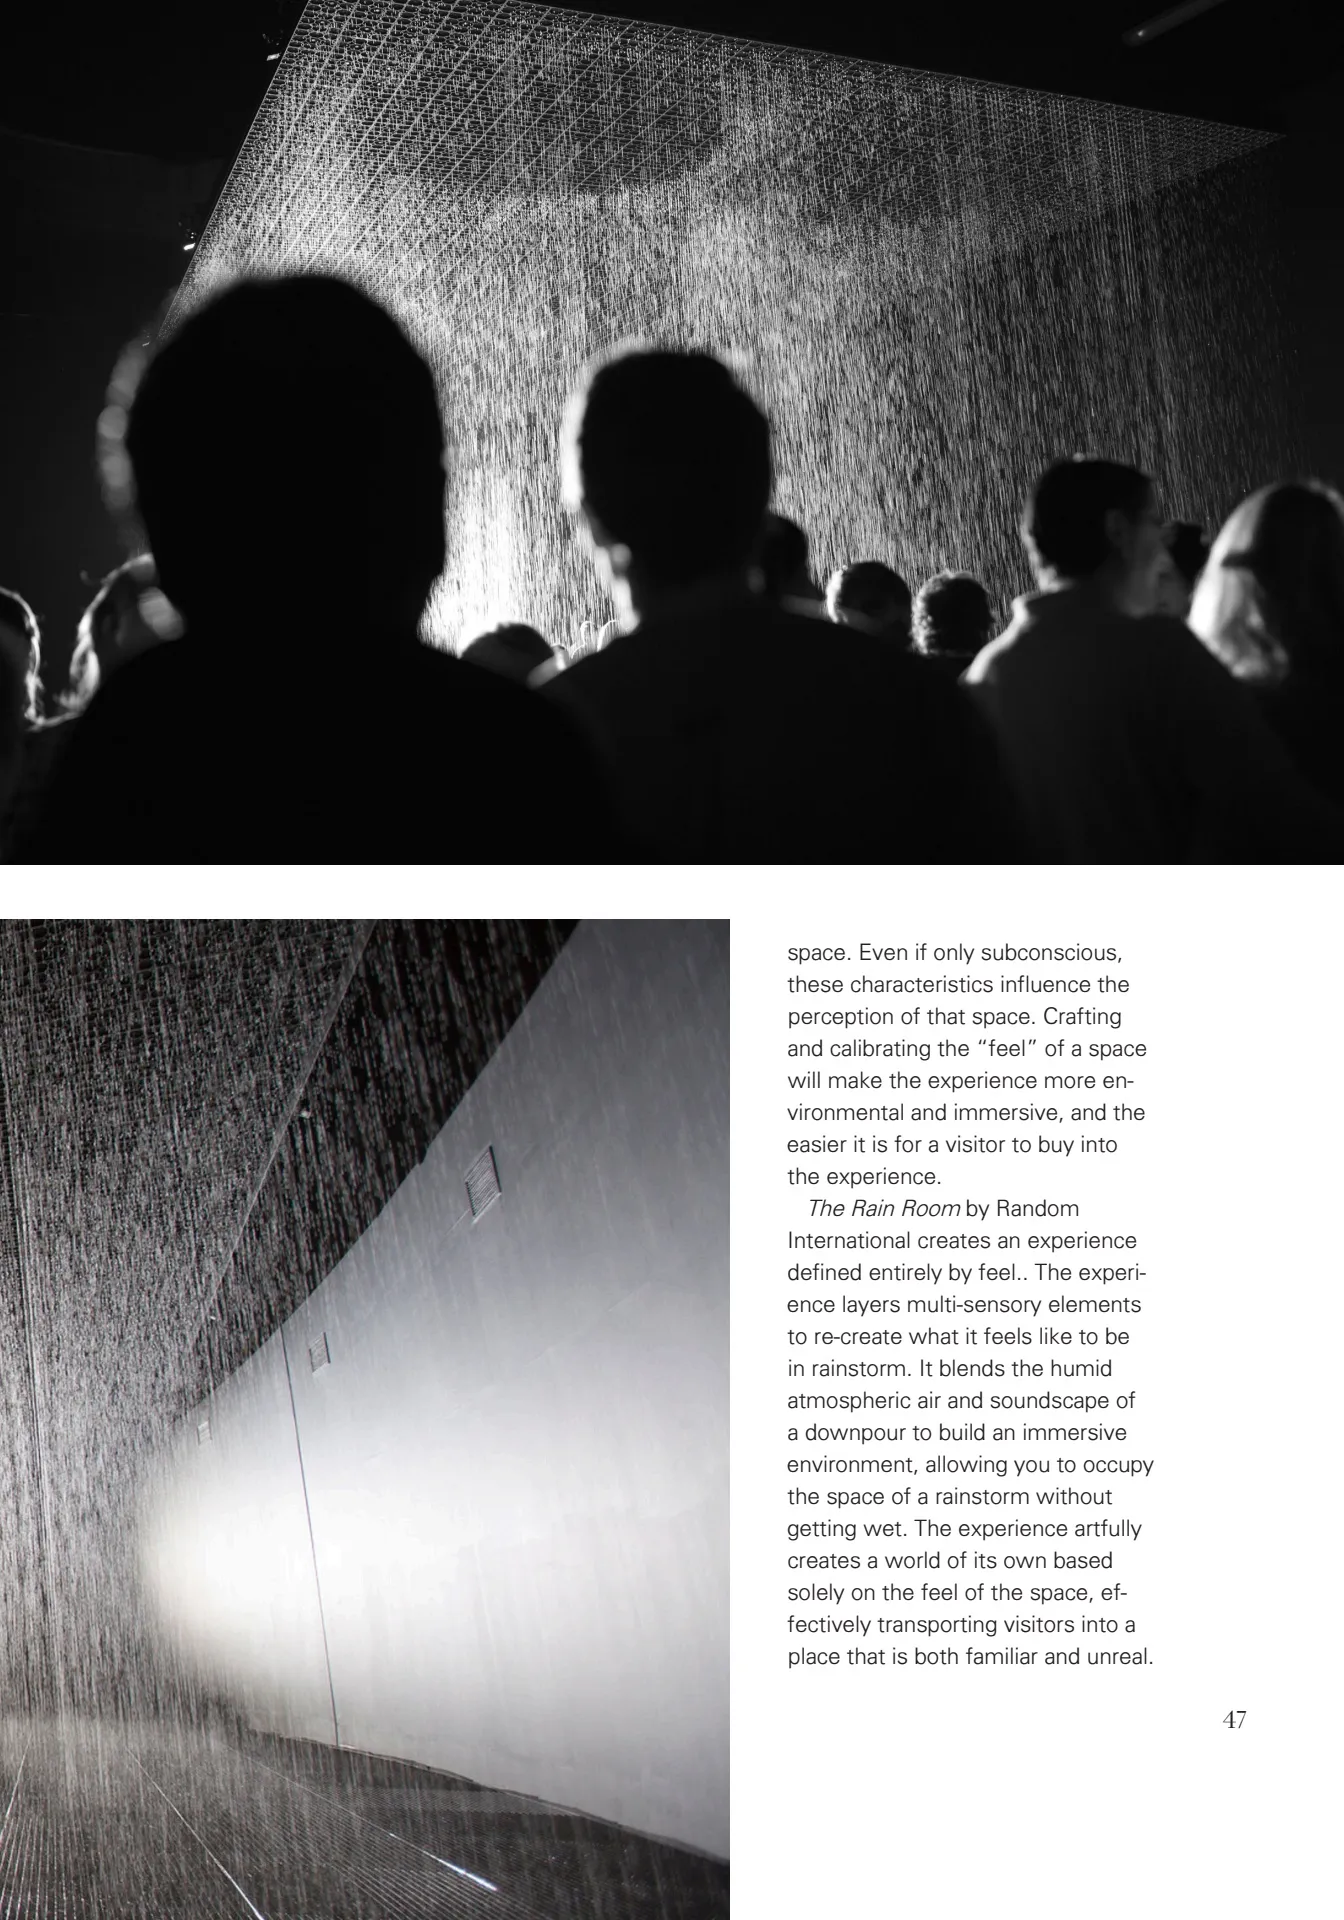 space. Even if only subconscious,
these characteristics influence the
perception of that space. Crafting
and calibrating the “feel” of a space
will make the experience more en-
vironmental and immersive, and the
easier it is for a visitor to buy into
the experience.
The Rain Room by Random
International creates an experience
defined entirely by feel.. The experi-
ence layers multi-sensory elements
to re-create what it feels like to be
in rainstorm. It blends the humid
atmospheric air and soundscape of
a downpour to build an immersive
environment, allowing you to occupy
the space of a rainstorm without
getting wet. The experience artfully
creates a world of its own based
solely on the feel of the space, ef-
fectively transporting visitors into a
place that is both familiar and unreal.
47